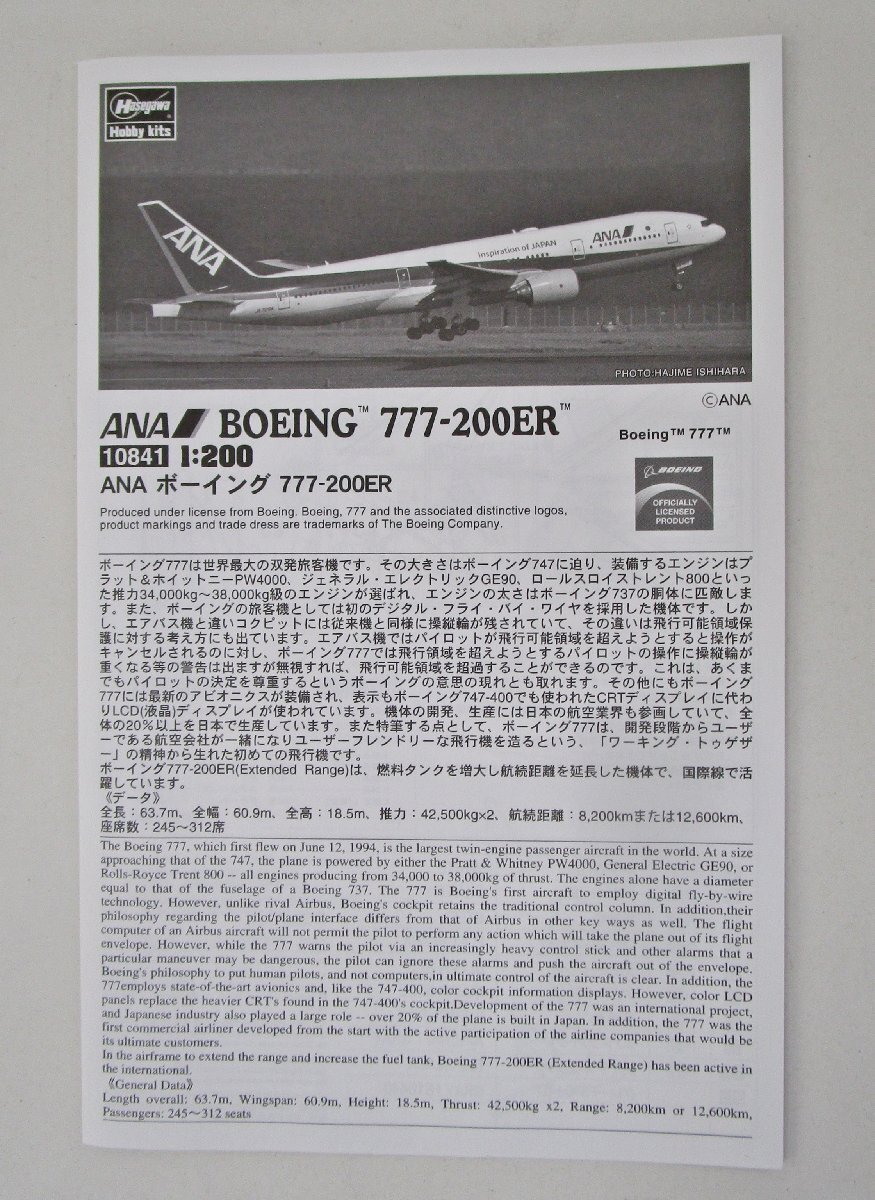 Hasegawa
Hobby kits
ANA
Inspiration of JAPAN
ANA
PHOTO:HAJIME ISHIHARA
©ANA
ANA BOEING™ 777-200ER™
Boeing™ 777™
10841 1:200
ANA ボーイング 777-200ER
BOEING
OFFICIALLY
LICENSED
PRODUCT
Produced under license from Boeing. Boeing, 777 and the associated distinctive logos,
product markings and trade dress are trademarks of The Boeing Company.
ボーイング777は世界最大の双発旅客機です。その大きさはボーイング747に迫り、装備するエンジンはプ
ラット＆ホイットニーPW4000、ジェネラル・エレクトリックGE90、ロールスロイストレント800といっ
た推力34,000kg～38,000kg級のエンジンが選ばれ、エンジンの太さはボーイング737の胴体に匹敵しま
す。また、ボーイングの旅客機としては初のデジタル・フライ・バイ・ワイヤを採用した機体です。しか
し、エアバス機と違いコクピットには従来機と同様に操縦輪が残されていて、その違いは飛行可能領域保
護に対する考え方にも出ています。エアバス機ではパイロットが飛行可能領域を超えようとすると操作が
キャンセルされるのに対し、ボーイング777では飛行領域を超えようとするパイロットの操作に操縦輪が
重くなる等の警告は出ますが無視すれば、飛行可能領域を超過することができるのです。これは、あくま
でもパイロットの決定を尊重するというボーイングの意思の現れとも取れます。その他にもボーイング
777には最新のアビオニクスが装備され、表示もボーイング747-400でも使われたCRTディスプレイに代わ
りLCD(液晶)ディスプレイが使われています。機体の開発、生産には日本の航空業界も参画していて、全
体の20％以上を日本で生産しています。また特筆する点として、ボーイング777は、開発段階からユーザ
ーである航空会社が一緒になりユーザーフレンドリーな飛行機を造るという、「ワーキング・トゥゲザ
ー」の精神から生れた初めての飛行機です。
ボーイング777-200ER(Extended Range)は、燃料タンクを増大し航続距離を延長した機体で、国際線で活
躍しています。
《データ》
全長：63.7m、全幅：60.9m、全高：18.5m、推力：42,500kg×2、航続距離：8,200kmまたは12,600km、
座席数：245～312席
The Boeing 777, which first flew on June 12, 1994, is the largest twin-engine passenger aircraft in the world. At a size
approaching that of the 747, the plane is powered by either the Pratt & Whitney PW4000, General Electric GE90, or
Rolls-Royce Trent 800 -- all engines producing from 34,000 to 38,000kg of thrust. The engines alone have a diameter
equal to that of the fuselage of a Boeing 737. The 777 is Boeing's first aircraft to employ digital fly-by-wire
technology. However, unlike rival Airbus, Boeing's cockpit retains the traditional control column. In addition,their
philosophy regarding the pilot/plane interface differs from that of Airbus in other key ways as well. The flight
computer of an Airbus aircraft will not permit the pilot to perform any action which will take the plane out of its flight
envelope. However, while the 777 warns the pilot via an increasingly heavy control stick and other alarms that a
particular maneuver may be dangerous, the pilot can ignore these alarms and push the aircraft out of the envelope.
Boeing's philosophy to put human pilots, and not computers,in ultimate control of the aircraft is clear. In addition, the
777employs state-of-the-art avionics and, like the 747-400, color cockpit information displays. However, color LCD
panels replace the heavier CRT's found in the 747-400's cockpit.Development of the 777 was an international project,
and Japanese industry also played a large role -- over 20% of the plane is built in Japan. In addition, the 777 was the
first commercial airliner developed from the start with the active participation of the airline companies that would be
its ultimate customers.
In the airframe to extend the range and increase the fuel tank, Boeing 777-200ER (Extended Range) has been active in
the international.
《General Data》
Length overall: 63.7m, Wingspan: 60.9m, Height: 18.5m, Thrust: 42,500kg x2, Range: 8,200km or 12,600km,
Passengers: 245～312 seats